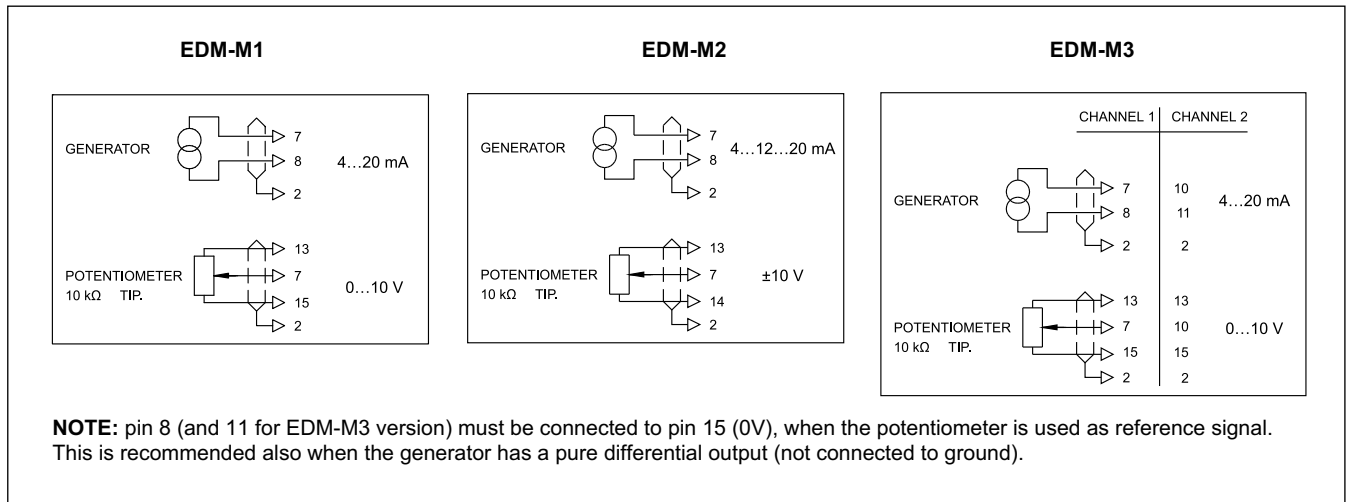 EDM-M1
GENERATOR
7
8
4...20 mA
2
POTENTIOMETER
10 kΩ TIP.
13
7
15
0...10 V
2
EDM-M2
GENERATOR
7
8
4...12...20 mA
2
POTENTIOMETER
10 kΩ TIP.
13
7
14
±10 V
2
EDM-M3
CHANNEL 1 CHANNEL 2
GENERATOR
7 10
8 11
4...20 mA
2 2
POTENTIOMETER
10 kΩ TIP.
13 13
7 10
0...10 V
15 15
2 2
NOTE: pin 8 (and 11 for EDM-M3 version) must be connected to pin 15 (0V), when the potentiometer is used as reference signal.
This is recommended also when the generator has a pure differential output (not connected to ground).